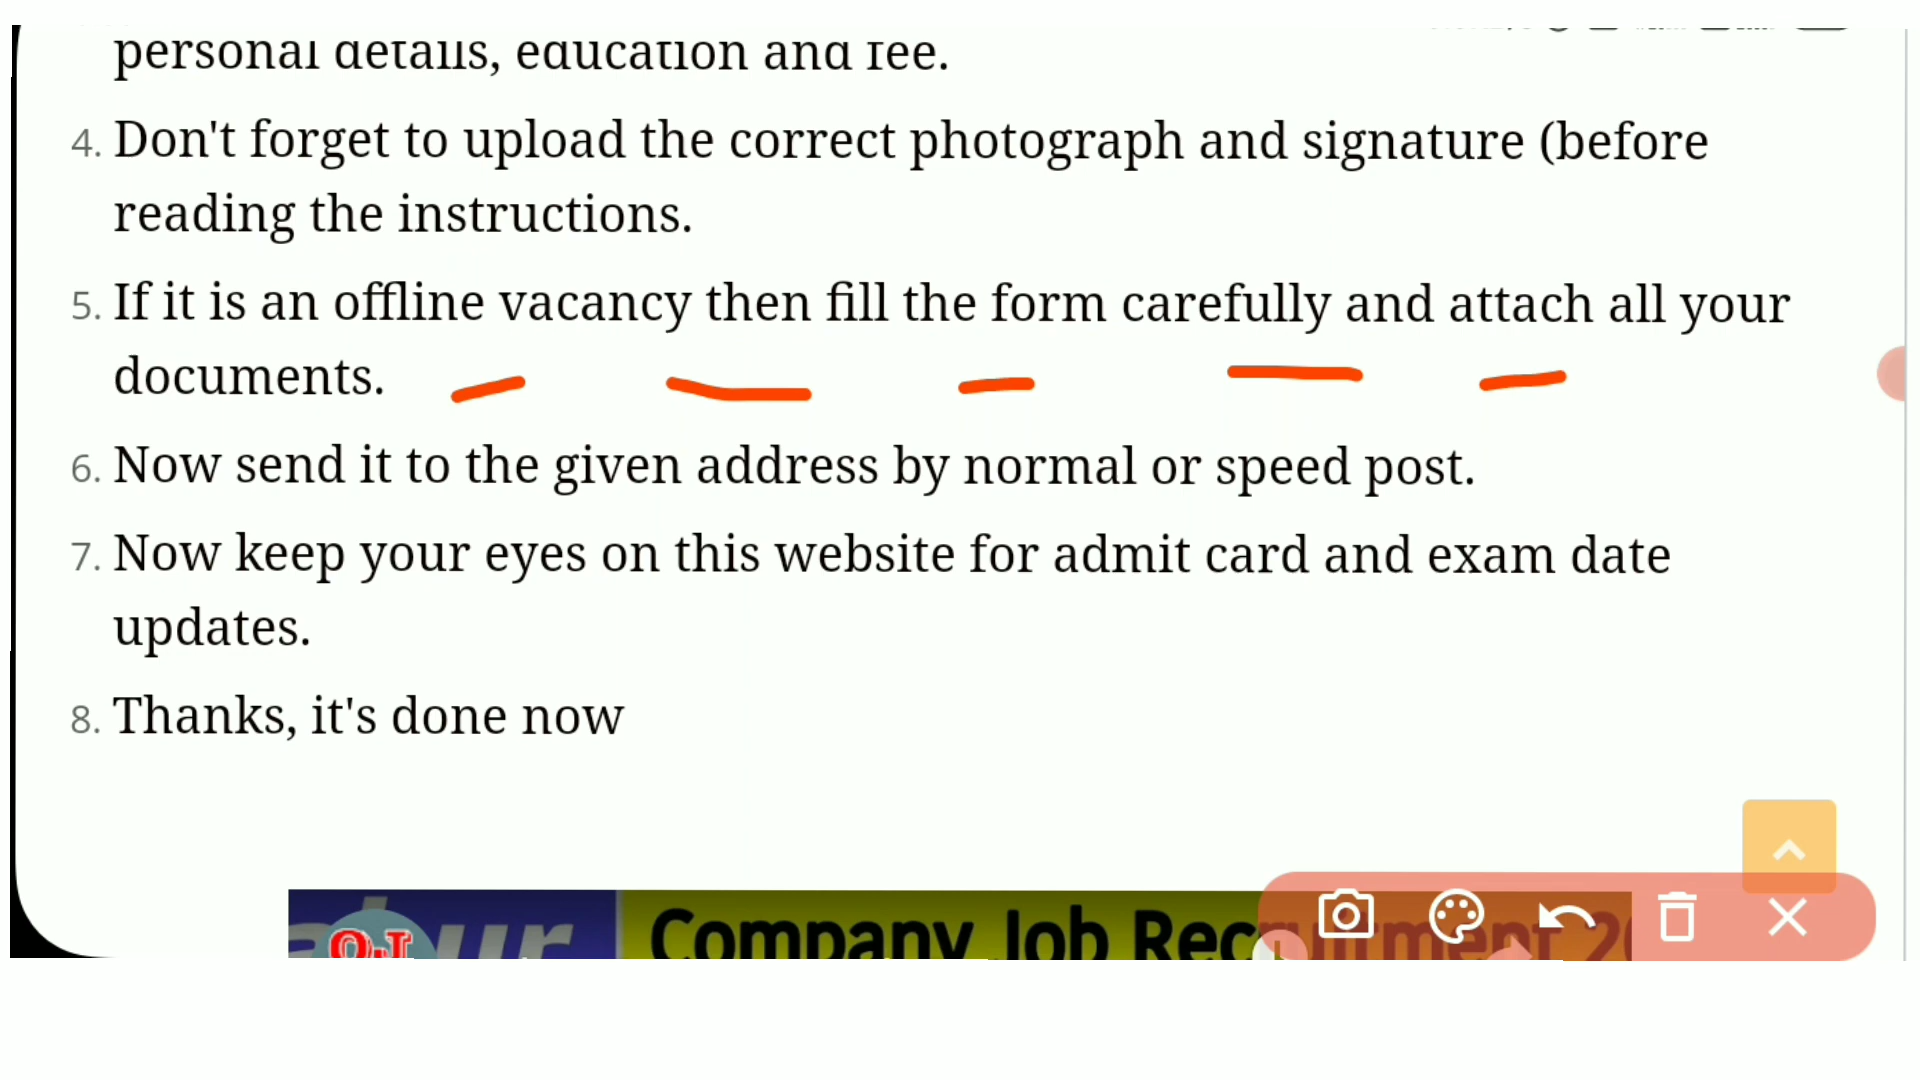 personal details, education and fee.
4. Don't forget to upload the correct photograph and signature (before
reading the instructions.
5. If it is an offline vacancy then fill the form carefully and attach all your
documents.
6. Now send it to the given address by normal or speed post.
7. Now keep your eyes on this website for admit card and exam date
updates.
8. Thanks, it's done now
Company Job Recruitment